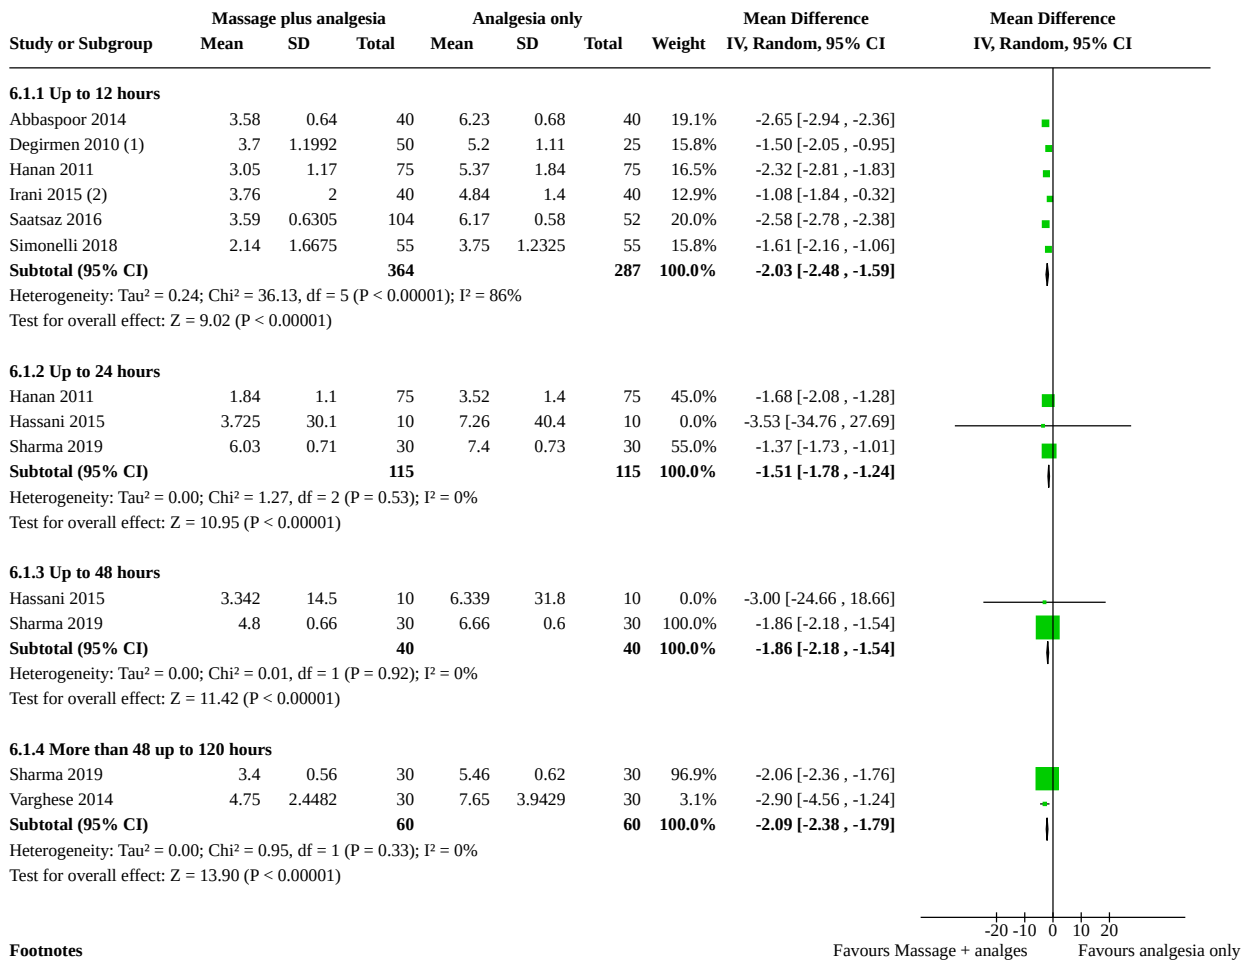 Massage plus analgesia Analgesia only Mean Difference Mean Difference
Study or Subgroup Mean SD Total Mean SD Total Weight IV, Random, 95% CI IV, Random, 95% CI
6.1.1 Up to 12 hours
Abbaspoor 2014 3.58 0.64 40 6.23 0.68 40 19.1% -2.65 [-2.94 , -2.36]
Degirmen 2010 (1) 3.7 1.1992 50 5.2 1.11 25 15.8% -1.50 [-2.05 , -0.95]
Hanan 2011 3.05 1.17 75 5.37 1.84 75 16.5% -2.32 [-2.81 , -1.83]
Irani 2015 (2) 3.76 2 40 4.84 1.4 40 12.9% -1.08 [-1.84 , -0.32]
Saatsaz 2016 3.59 0.6305 104 6.17 0.58 52 20.0% -2.58 [-2.78 , -2.38]
Simonelli 2018 2.14 1.6675 55 3.75 1.2325 55 15.8% -1.61 [-2.16 , -1.06]
Subtotal (95% CI) 364 287 100.0% -2.03 [-2.48 , -1.59]
Heterogeneity: Tau² = 0.24; Chi² = 36.13, df = 5 (P < 0.00001); I² = 86%
Test for overall effect: Z = 9.02 (P < 0.00001)
6.1.2 Up to 24 hours
Hanan 2011 1.84 1.1 75 3.52 1.4 75 45.0% -1.68 [-2.08 , -1.28]
Hassani 2015 3.725 30.1 10 7.26 40.4 10 0.0% -3.53 [-34.76 , 27.69]
Sharma 2019 6.03 0.71 30 7.4 0.73 30 55.0% -1.37 [-1.73 , -1.01]
Subtotal (95% CI) 115 115 100.0% -1.51 [-1.78 , -1.24]
Heterogeneity: Tau² = 0.00; Chi² = 1.27, df = 2 (P = 0.53); I² = 0%
Test for overall effect: Z = 10.95 (P < 0.00001)
6.1.3 Up to 48 hours
Hassani 2015 3.342 14.5 10 6.339 31.8 10 0.0% -3.00 [-24.66 , 18.66]
Sharma 2019 4.8 0.66 30 6.66 0.6 30 100.0% -1.86 [-2.18 , -1.54]
Subtotal (95% CI) 40 40 100.0% -1.86 [-2.18 , -1.54]
Heterogeneity: Tau² = 0.00; Chi² = 0.01, df = 1 (P = 0.92); I² = 0%
Test for overall effect: Z = 11.42 (P < 0.00001)
6.1.4 More than 48 up to 120 hours
Sharma 2019 3.4 0.56 30 5.46 0.62 30 96.9% -2.06 [-2.36 , -1.76]
Varghese 2014 4.75 2.4482 30 7.65 3.9429 30 3.1% -2.90 [-4.56 , -1.24]
Subtotal (95% CI) 60 60 100.0% -2.09 [-2.38 , -1.79]
Heterogeneity: Tau² = 0.00; Chi² = 0.95, df = 1 (P = 0.33); I² = 0%
Test for overall effect: Z = 13.90 (P < 0.00001)
-20 -10 0 10 20
Footnotes Favours Massage + analges Favours analgesia only